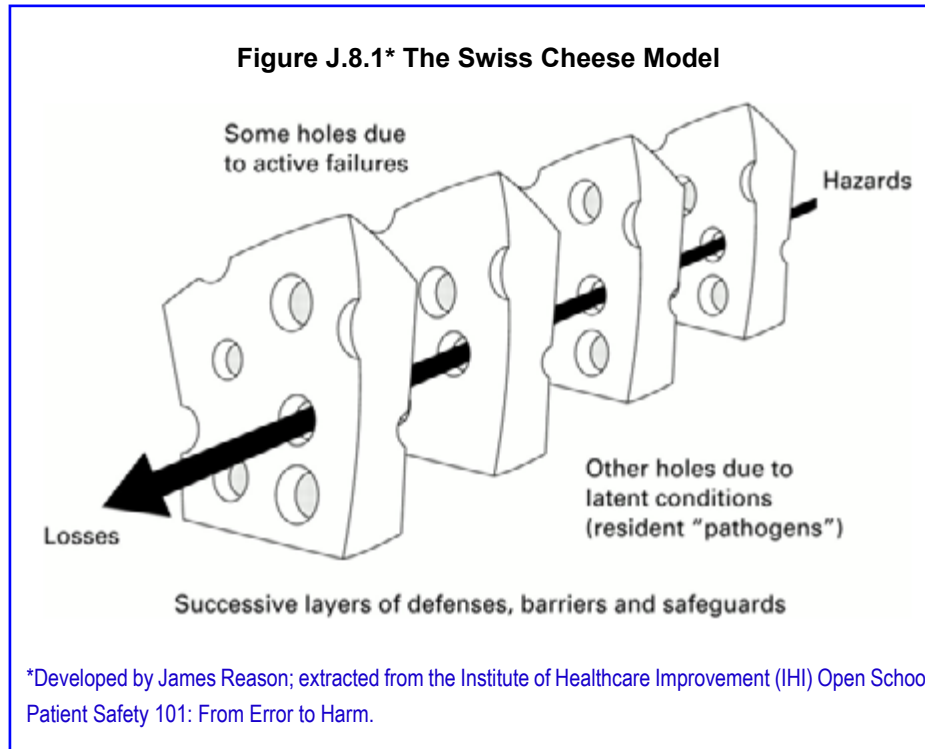 Figure J.8.1* The Swiss Cheese Model
Some holes due
to active failures
Hazards
Other holes due to
latent conditions
(resident “pathogens”)
Losses
Successive layers of defenses, barriers and safeguards
*Developed by James Reason; extracted from the Institute of Healthcare Improvement (IHI) Open Schoo
Patient Safety 101: From Error to Harm.